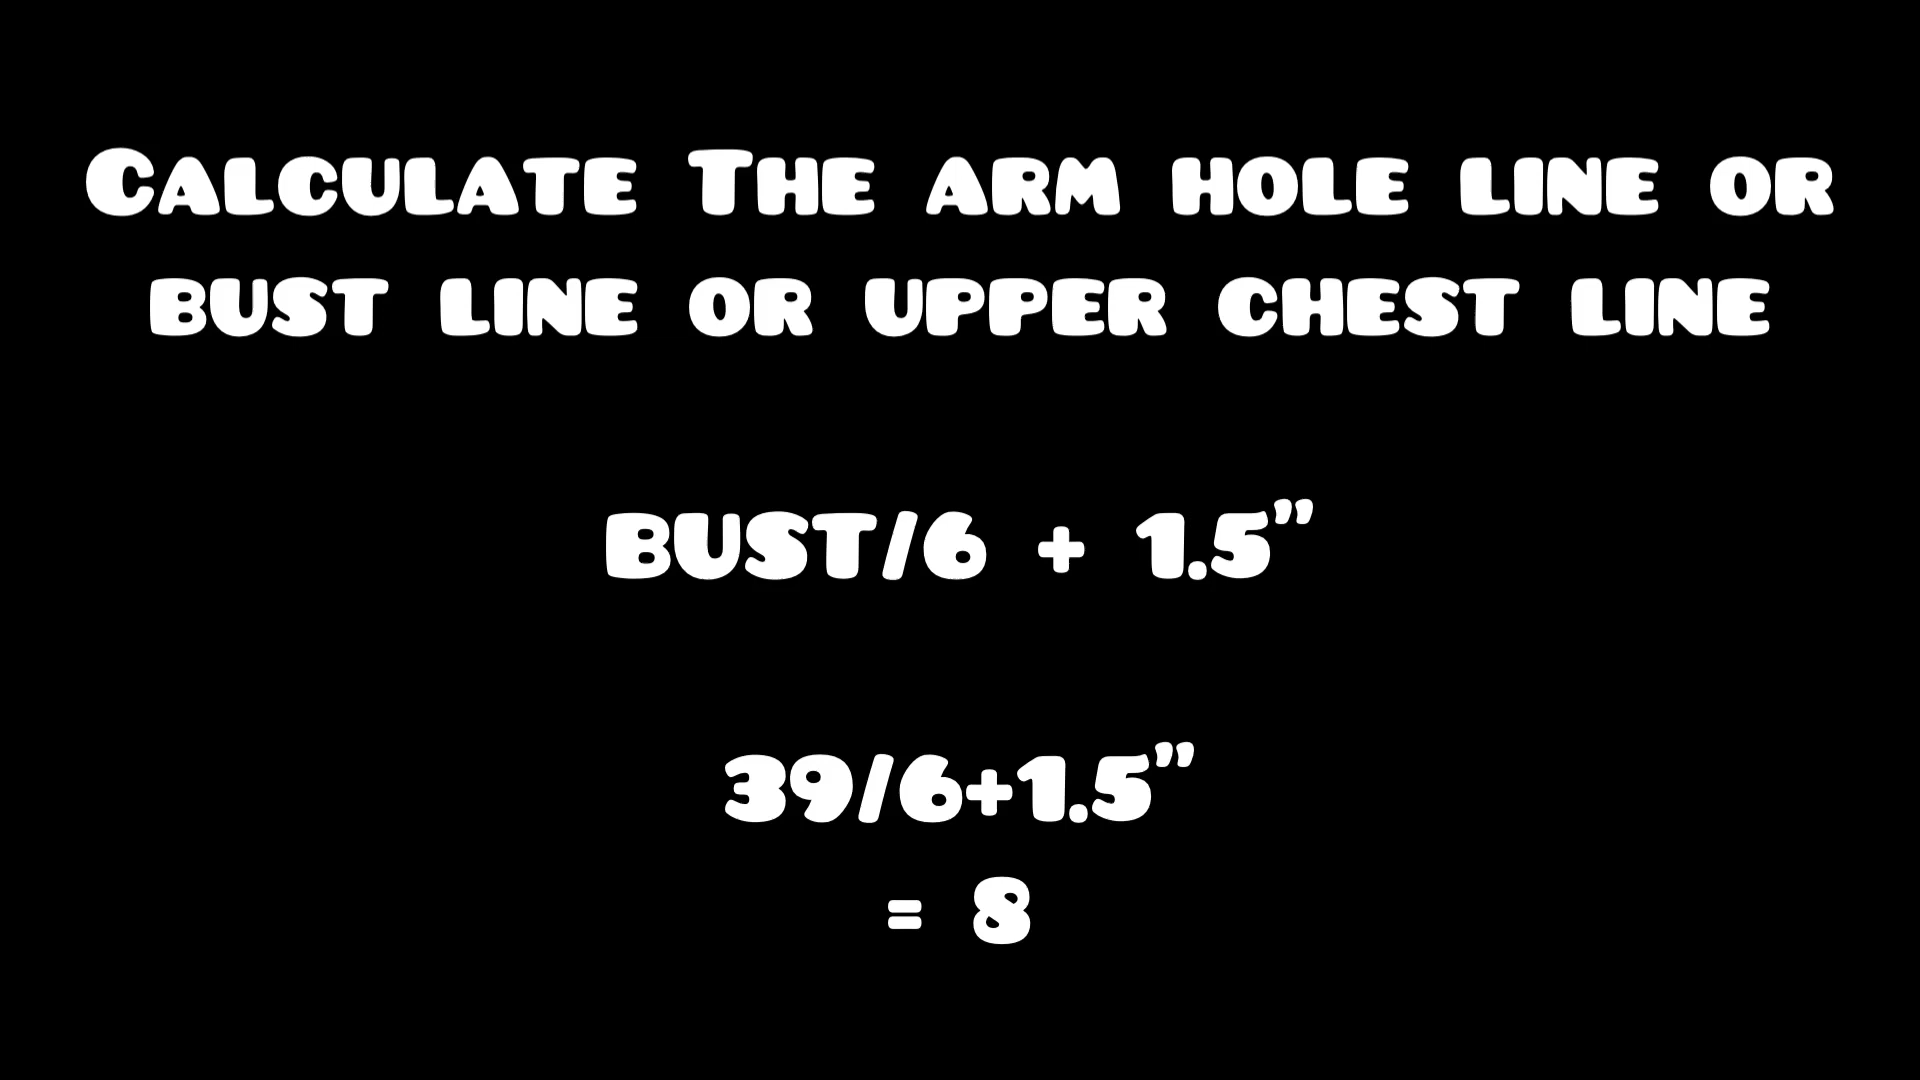 Calculate The arm hole line or
bust line or upper chest line
BUST/6 + 1.5”
39/6+1.5”
= 8